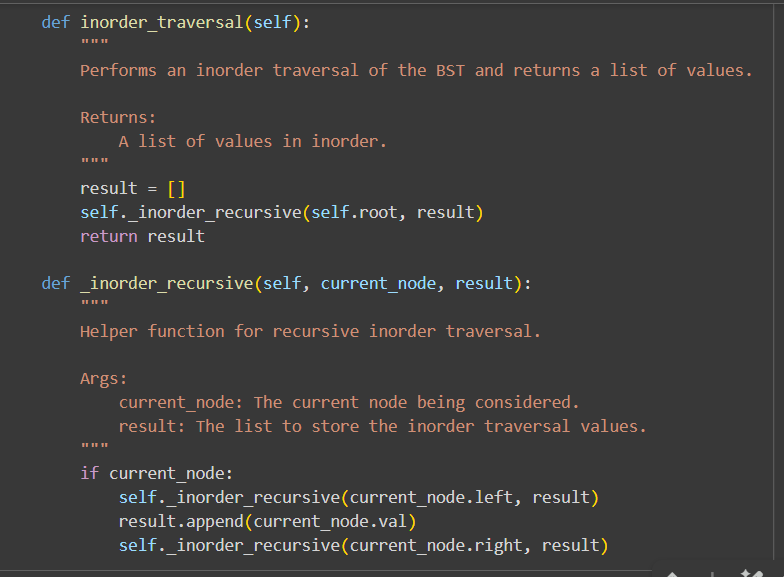 def inorder_traversal(self):
    """
    Performs an inorder traversal of the BST and returns a list of values.

    Returns:
        A list of values in inorder.
    """
    result = []
    self._inorder_recursive(self.root, result)
    return result

def _inorder_recursive(self, current_node, result):
    """
    Helper function for recursive inorder traversal.

    Args:
        current_node: The current node being considered.
        result: The list to store the inorder traversal values.
    """
    if current_node:
        self._inorder_recursive(current_node.left, result)
        result.append(current_node.val)
        self._inorder_recursive(current_node.right, result)